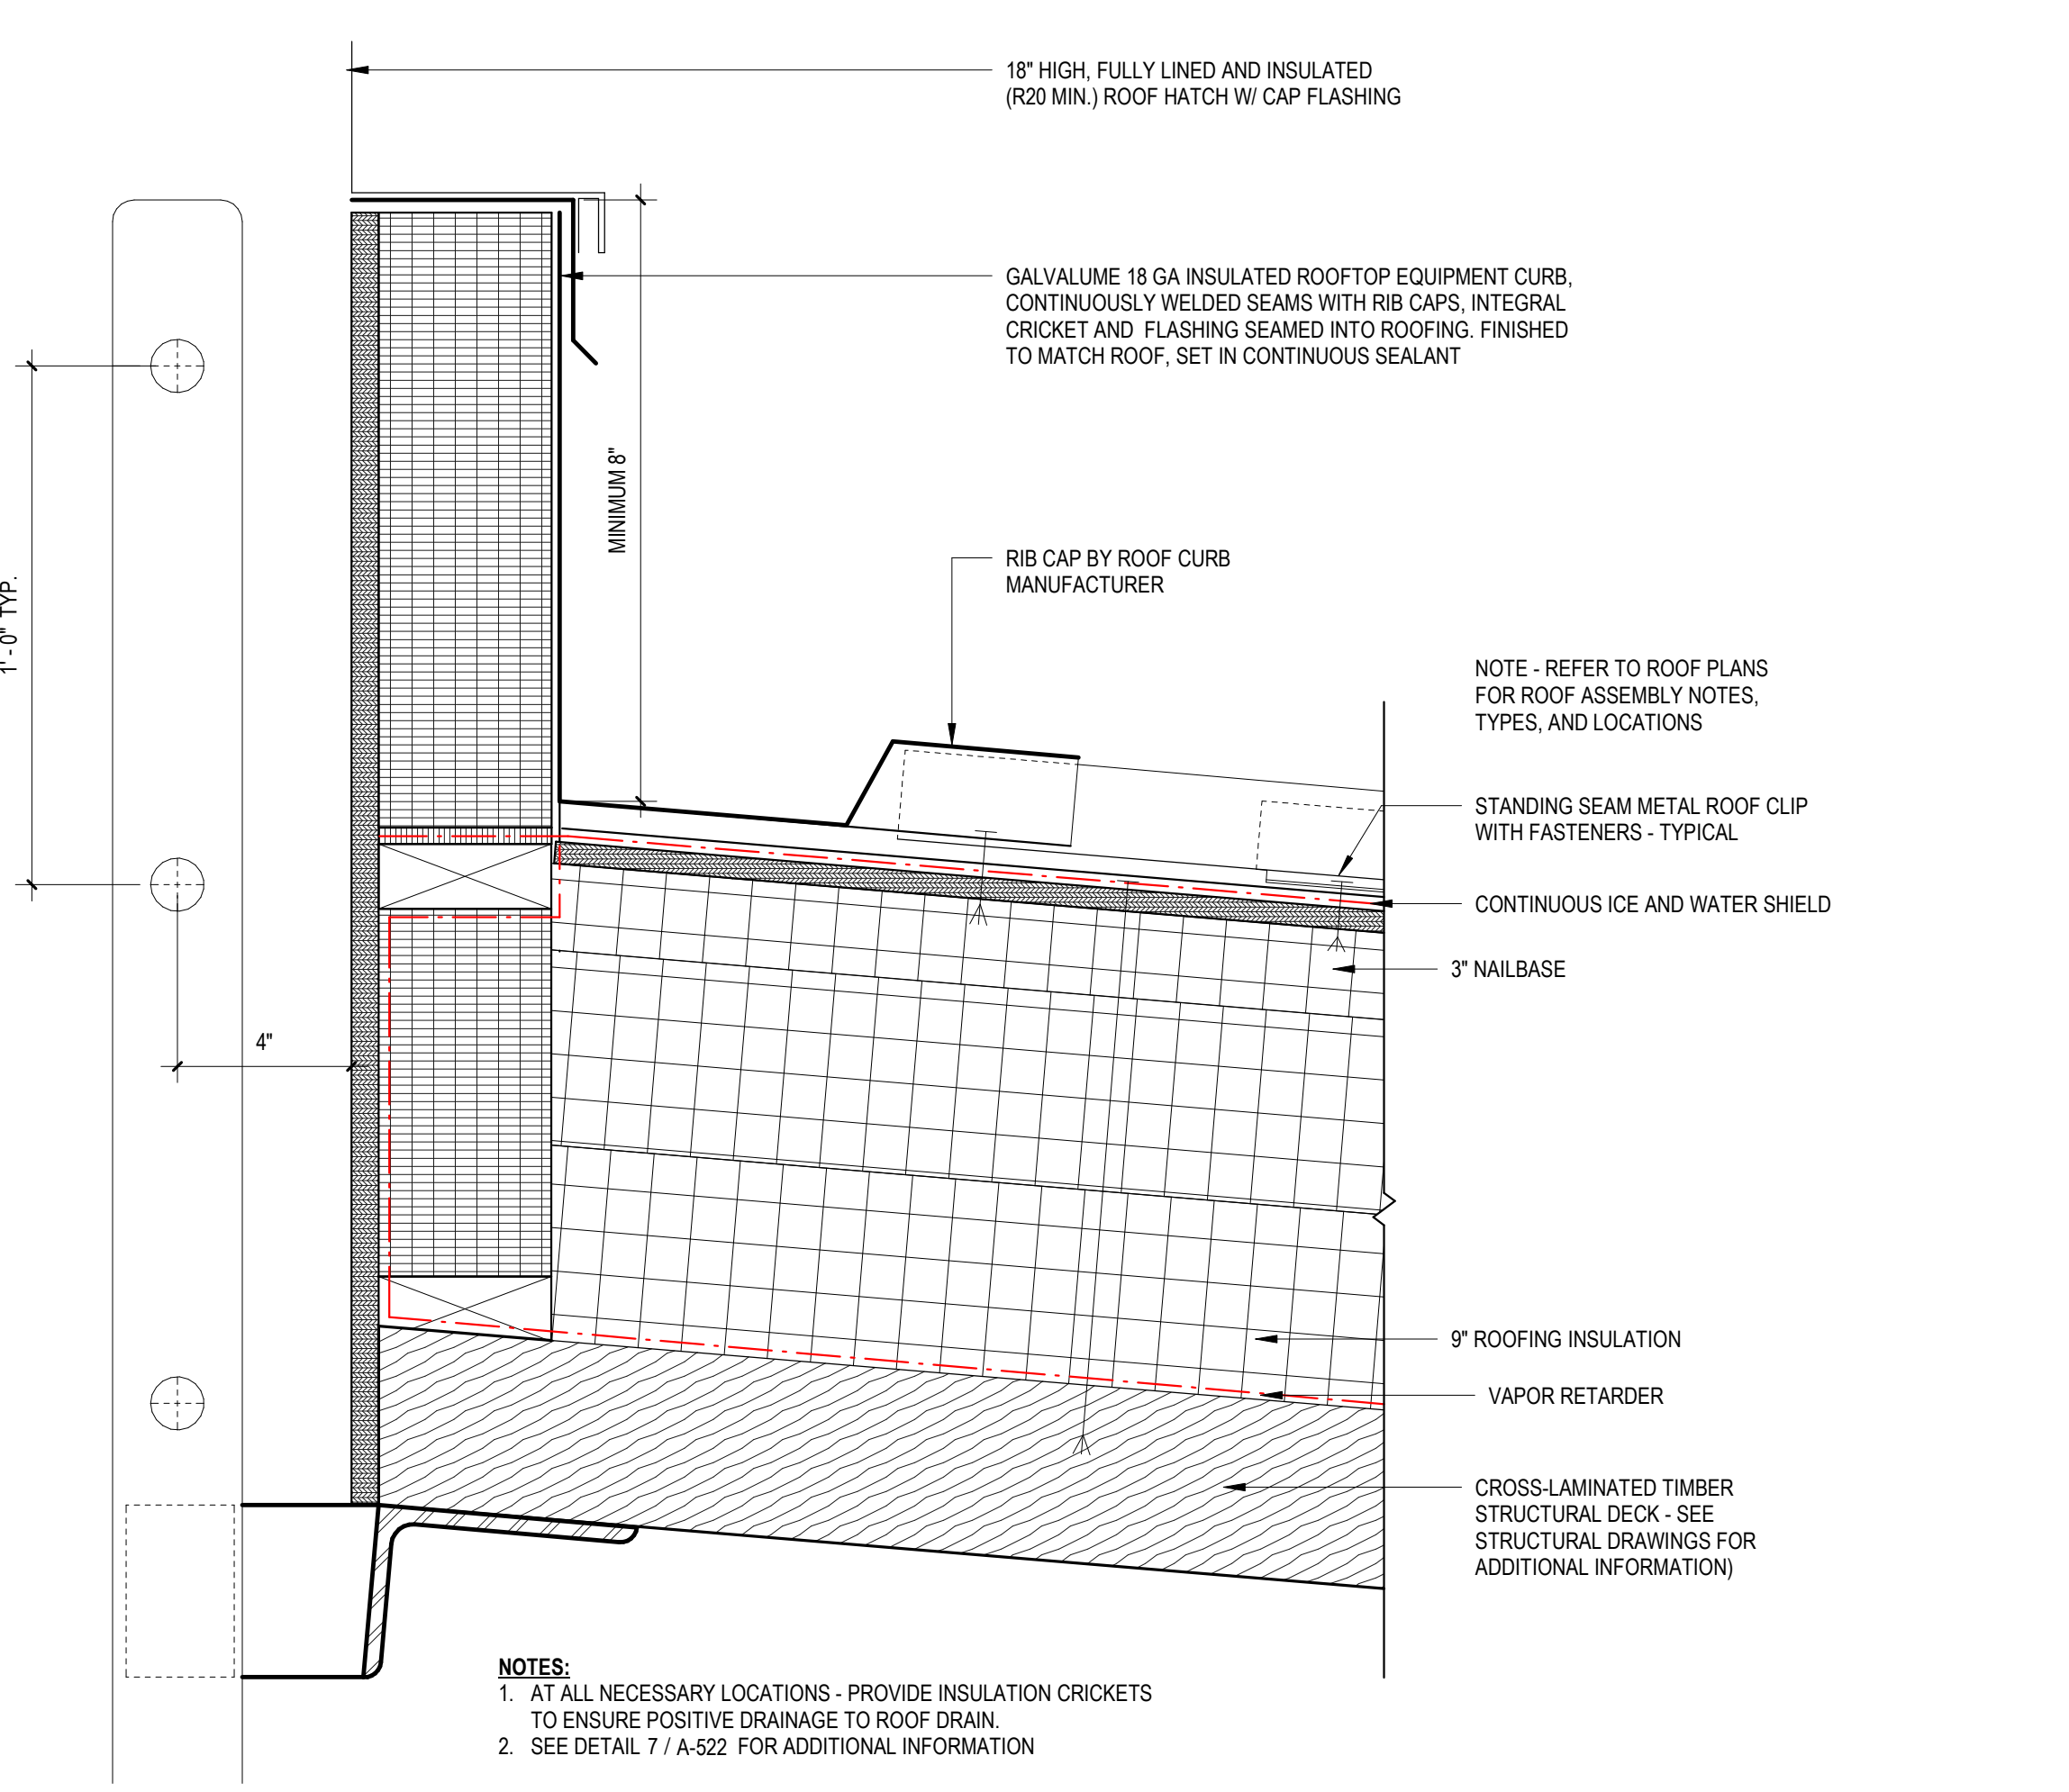 18" HIGH, FULLY LINED AND INSULATED
(R20 MIN.) ROOF HATCH W/ CAP FLASHING
GALVALUME 18 GA INSULATED ROOFTOP EQUIPMENT CURB,
CONTINUOUSLY WELDED SEAMS WITH RIB CAPS, INTEGRAL
CRICKET AND FLASHING SEAMED INTO ROOFING. FINISHED
TO MATCH ROOF, SET IN CONTINUOUS SEALANT
MINIMUM 8"
RIB CAP BY ROOF CURB
MANUFACTURER
1' - 0" TYP.
NOTE - REFER TO ROOF PLANS
FOR ROOF ASSEMBLY NOTES,
TYPES, AND LOCATIONS
STANDING SEAM METAL ROOF CLIP
WITH FASTENERS - TYPICAL
CONTINUOUS ICE AND WATER SHIELD
3" NAILBASE
4"
9" ROOFING INSULATION
VAPOR RETARDER
CROSS-LAMINATED TIMBER
STRUCTURAL DECK - SEE
STRUCTURAL DRAWINGS FOR
ADDITIONAL INFORMATION)
NOTES:
1. AT ALL NECESSARY LOCATIONS - PROVIDE INSULATION CRICKETS
TO ENSURE POSITIVE DRAINAGE TO ROOF DRAIN.
2. SEE DETAIL 7 / A-522 FOR ADDITIONAL INFORMATION